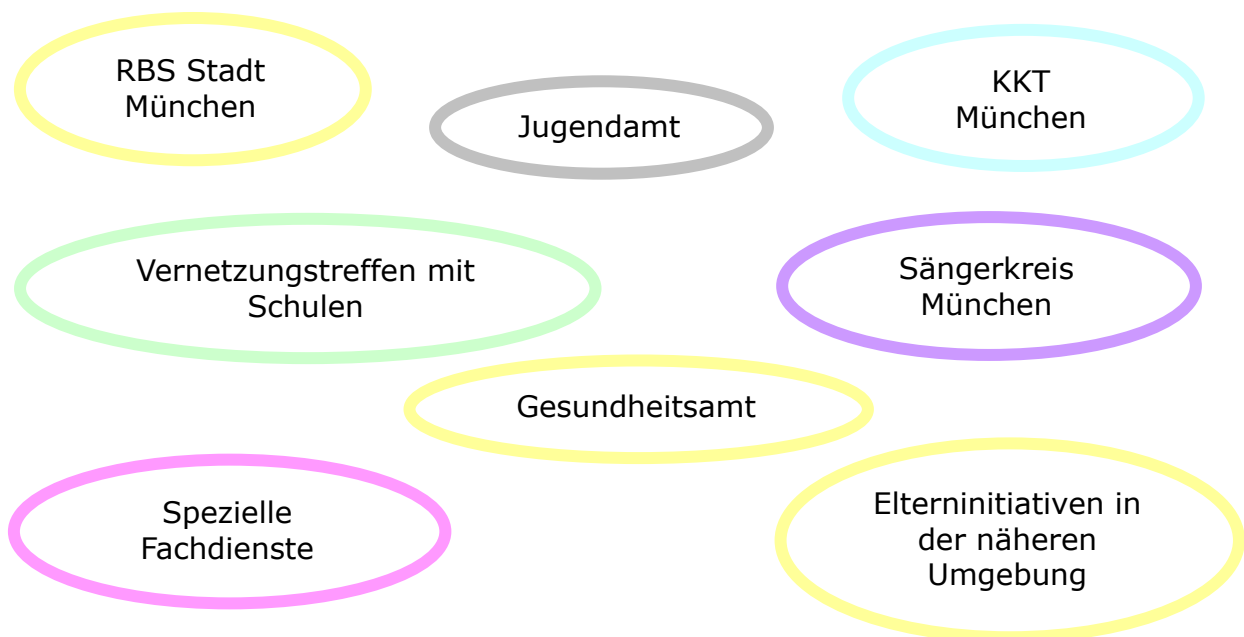 RBS Stadt
München
Jugendamt
KKT
München
Vernetzungstreffen mit
Schulen
Sängerkreis
München
Gesundheitsamt
Spezielle
Fachdienste
Elterninitiativen in
der näheren
Umgebung